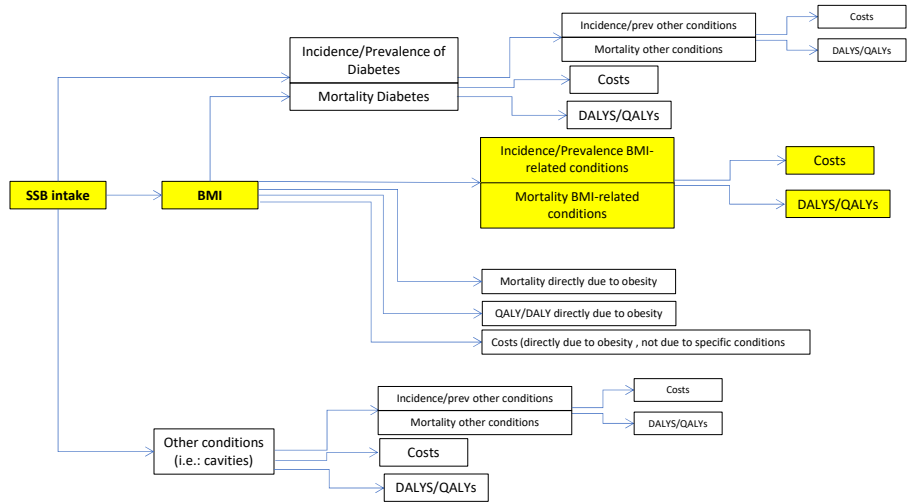 Incidence/prev other conditions
Mortality other conditions
Costs
DALYS/QALYs
Incidence/Prevalence of
Diabetes
Mortality Diabetes
Costs
DALYS/QALYs
SSB intake
BMI
Incidence/Prevalence BMI-
related conditions
Mortality BMI-related
conditions
Costs
DALYS/QALYs
Mortality directly due to obesity
QALY/DALY directly due to obesity
Costs (directly due to obesity , not due to specific conditions
Other conditions
(i.e.: cavities)
Incidence/prev other conditions
Mortality other conditions
Costs
DALYS/QALYs
Costs
DALYS/QALYs